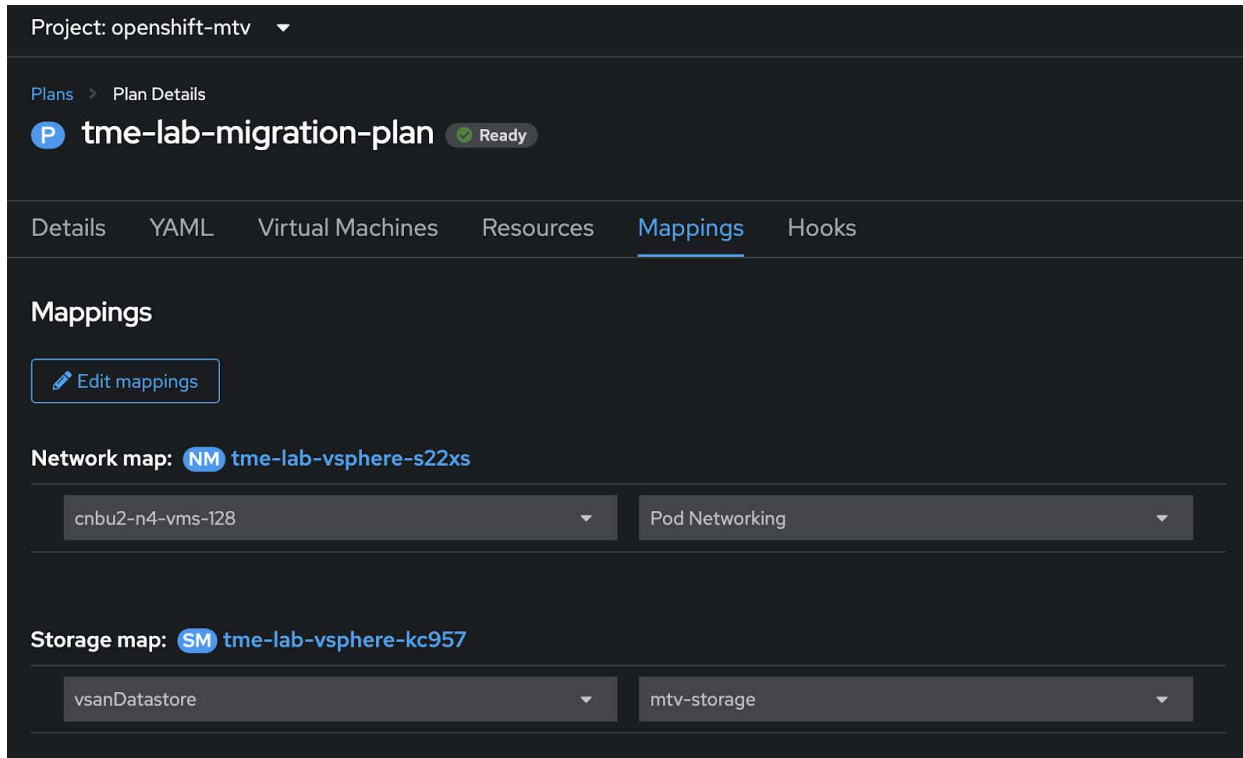 Project: openshift-mtv
Plans > Plan Details
P tme-lab-migration-plan Ready
Details YAML Virtual Machines Resources Mappings Hooks
Mappings
Edit mappings
Network map: NM tme-lab-vsphere-s22xs
cnbu2-n4-vms-128 Pod Networking
Storage map: SM tme-lab-vsphere-kc957
vsanDatastore mtv-storage